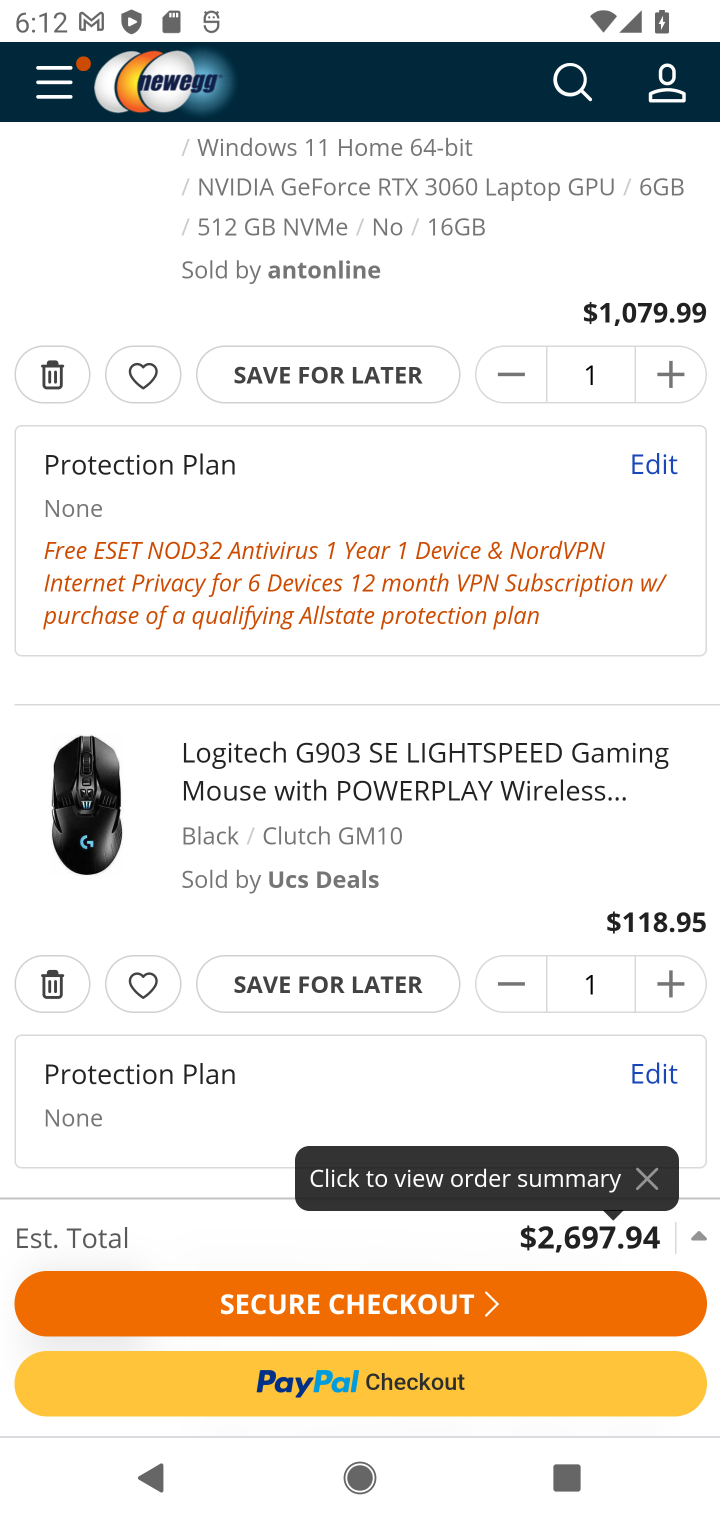 6:12
newegg
/ Windows 11 Home 64-bit
/ NVIDIA GeForce RTX 3060 Laptop GPU / 6GB
/ 512 GB NVMe / No / 16GB
Sold by antonline
$1,079.99
SAVE FOR LATER
1
Protection Plan
Edit
None
Free ESET NOD32 Antivirus 1 Year 1 Device & NordVPN
Internet Privacy for 6 Devices 12 month VPN Subscription w/
purchase of a qualifying Allstate protection plan
Logitech G903 SE LIGHTSPEED Gaming
Mouse with POWERPLAY Wireless...
Black / Clutch GM10
Sold by Ucs Deals
$118.95
SAVE FOR LATER
1
Protection Plan
Edit
None
Click to view order summary
Est. Total
$2,697.94
SECURE CHECKOUT
PayPal Checkout